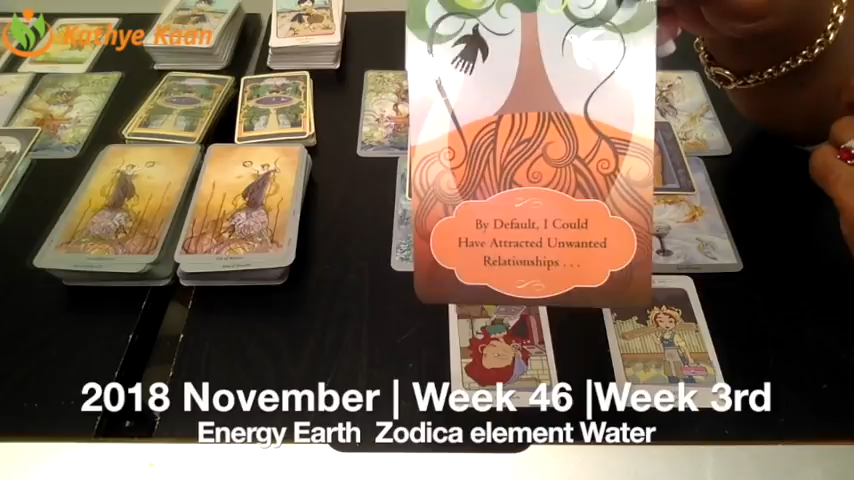 Kathye Kaan
By Default, I Could
Have Attracted Unwanted
Relationships . . .
2018 November | Week 46 |Week 3rd
Energy Earth Zodica element Water